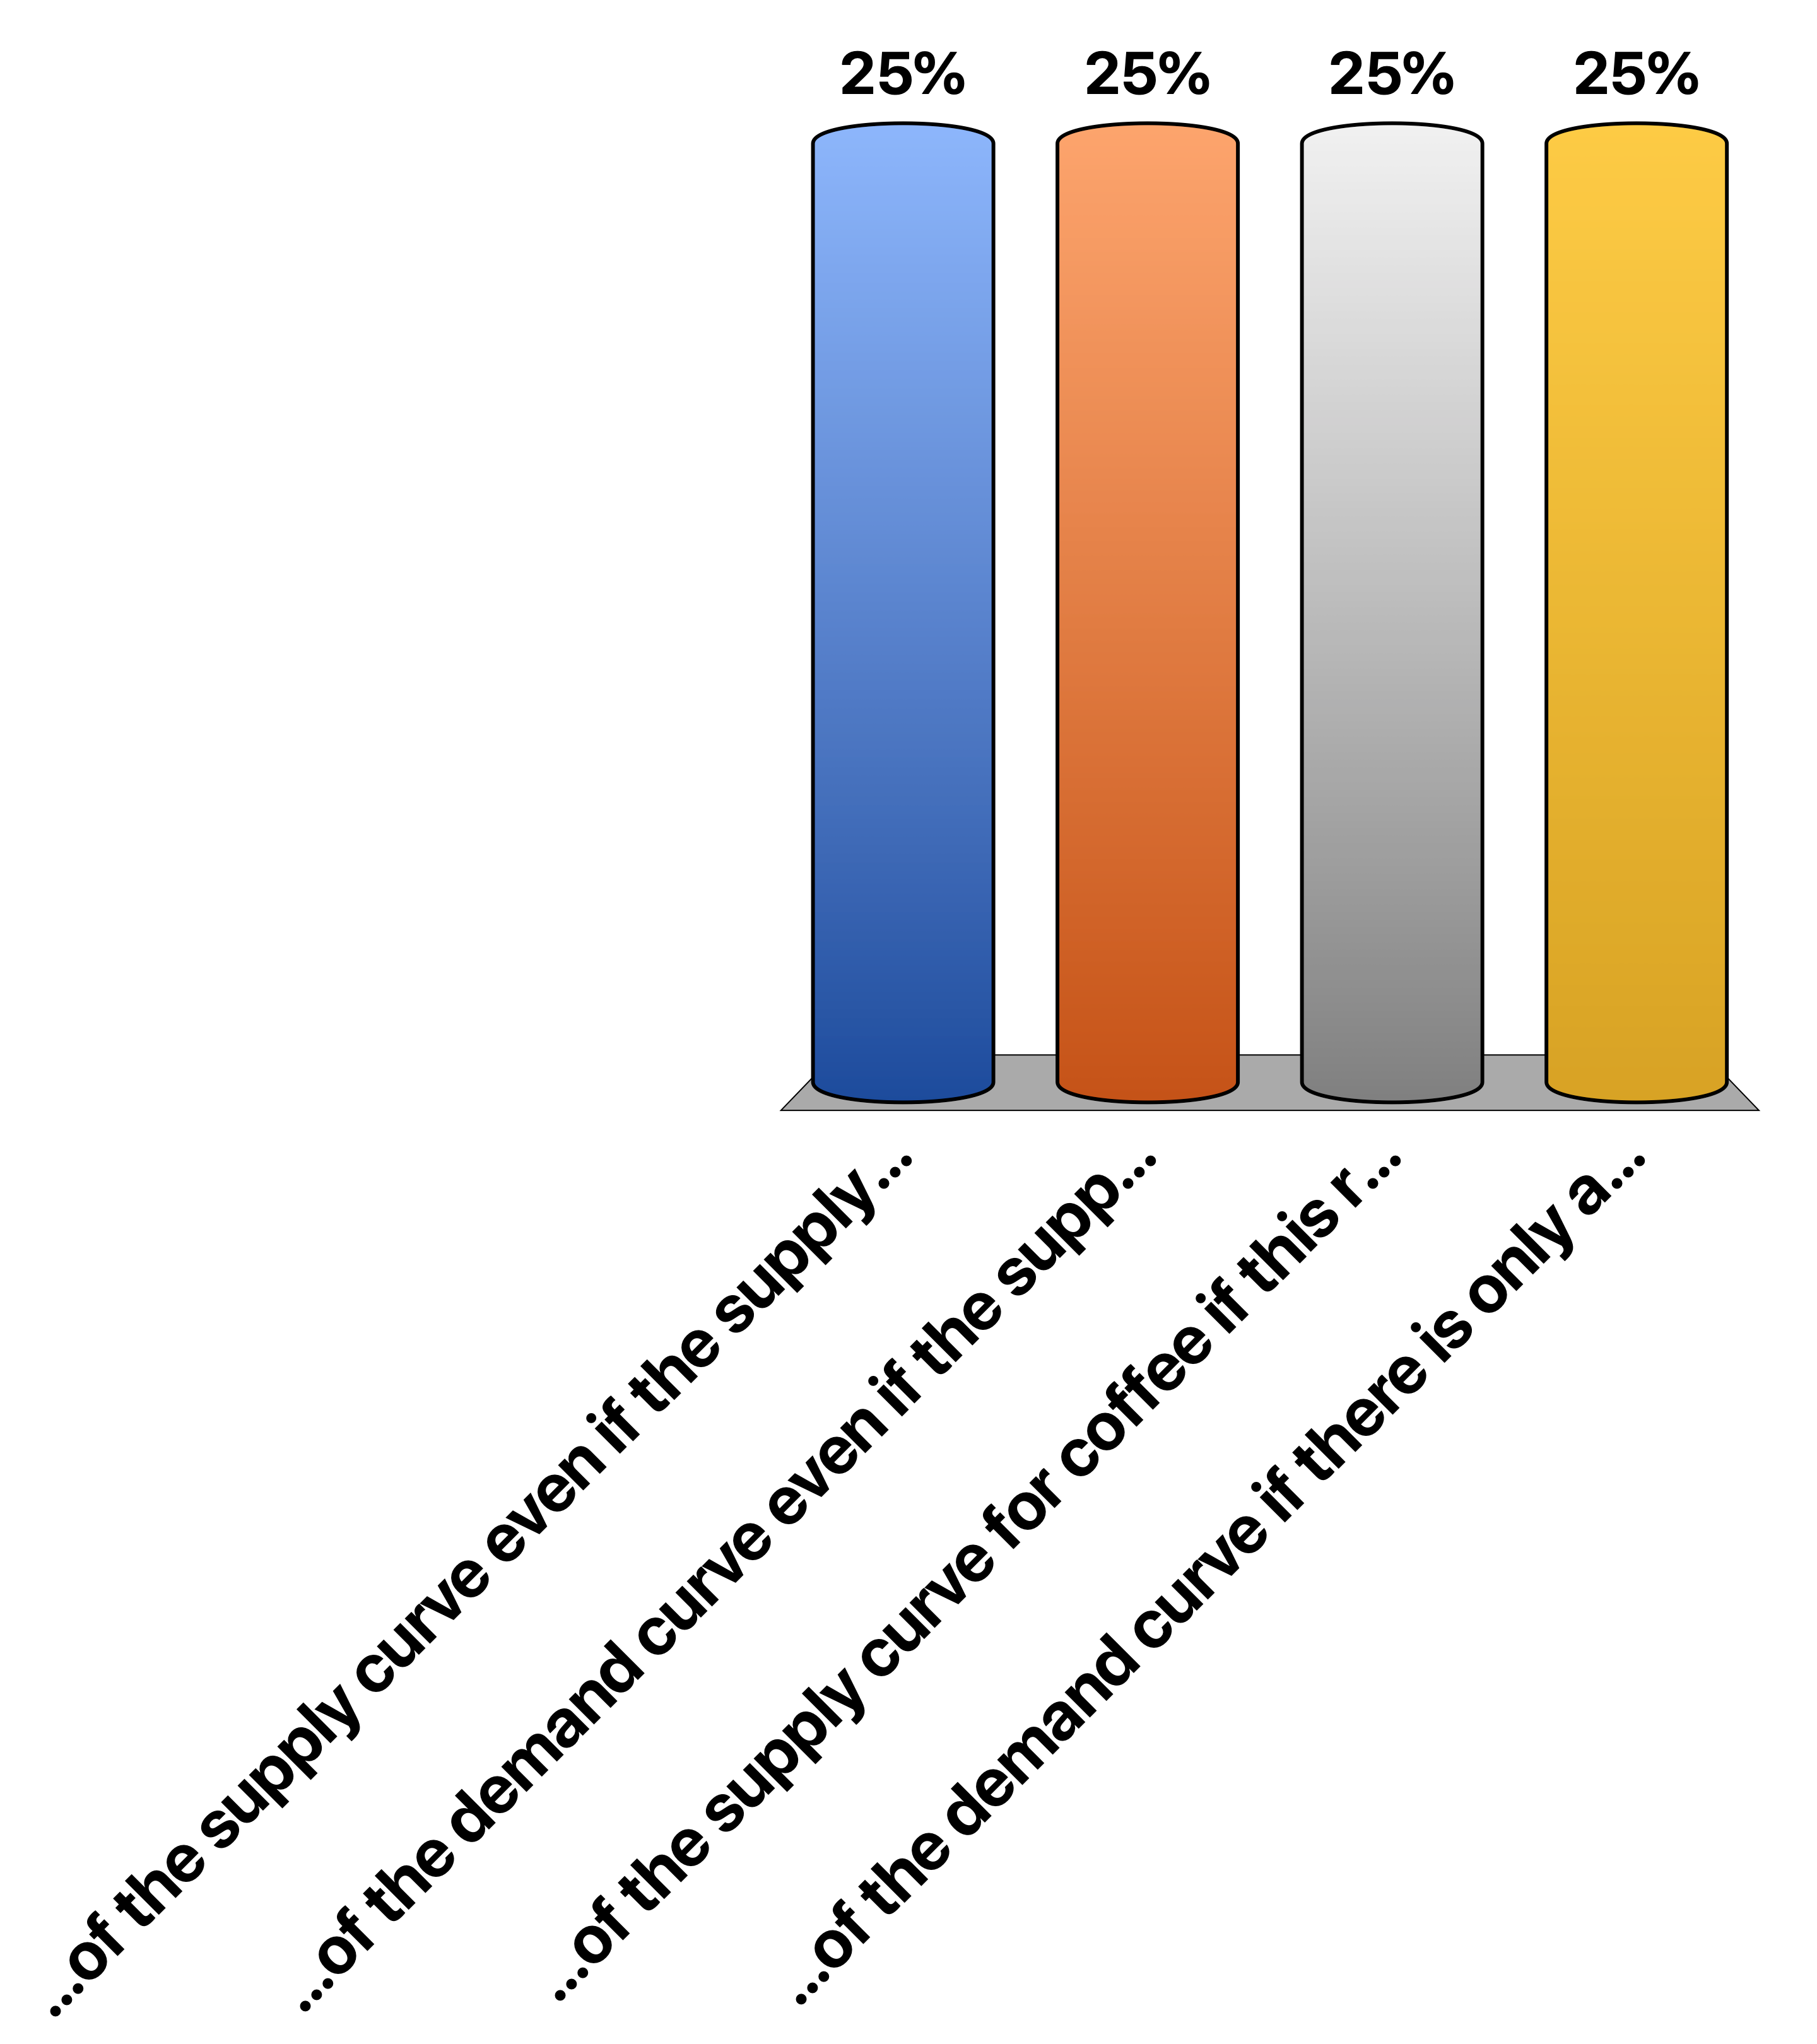 25%
25%
25%
25%
...of the supply curve even if the supply...
...of the demand curve even if the supp...
...of the supply curve for coffee if this r...
...of the demand curve if there is only a...